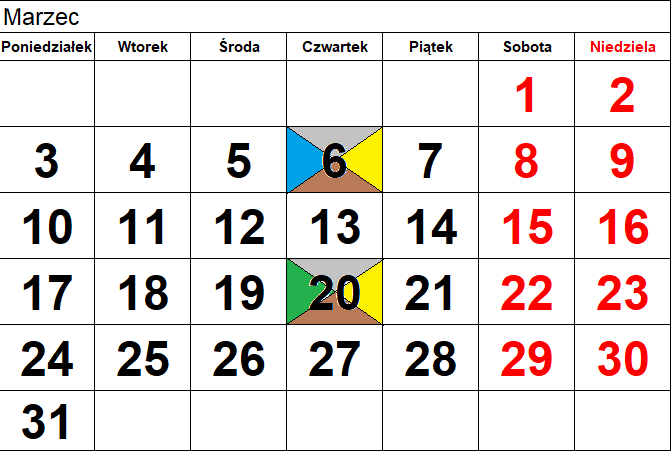 Marzec
Poniedziałek Wtorek Środa Czwartek Piątek Sobota Niedziela
1 2
3 4 5 6 7 8 9
10 11 12 13 14 15 16
17 18 19 20 21 22 23
24 25 26 27 28 29 30
31